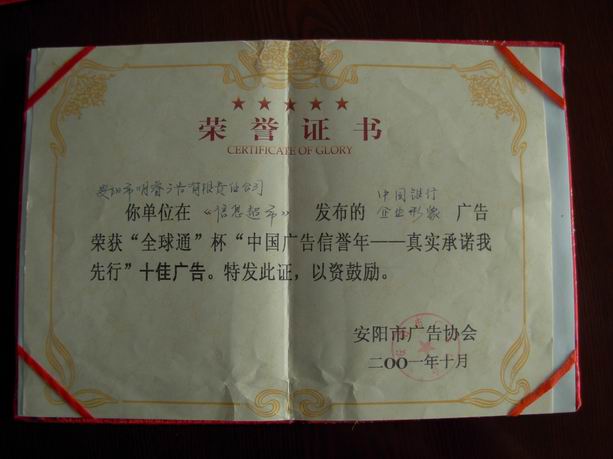 荣誉证书
CERTIFICATE OF GLORY
安阳市明睿广告有限责任公司
你单位在“信息超市”发布的中国银行企业形象广告
荣获“全球通”杯“中国广告信誉年——真实承诺我
先行”十佳广告。特发此证，以资鼓励。
安阳市广告协会
二〇〇一年十月